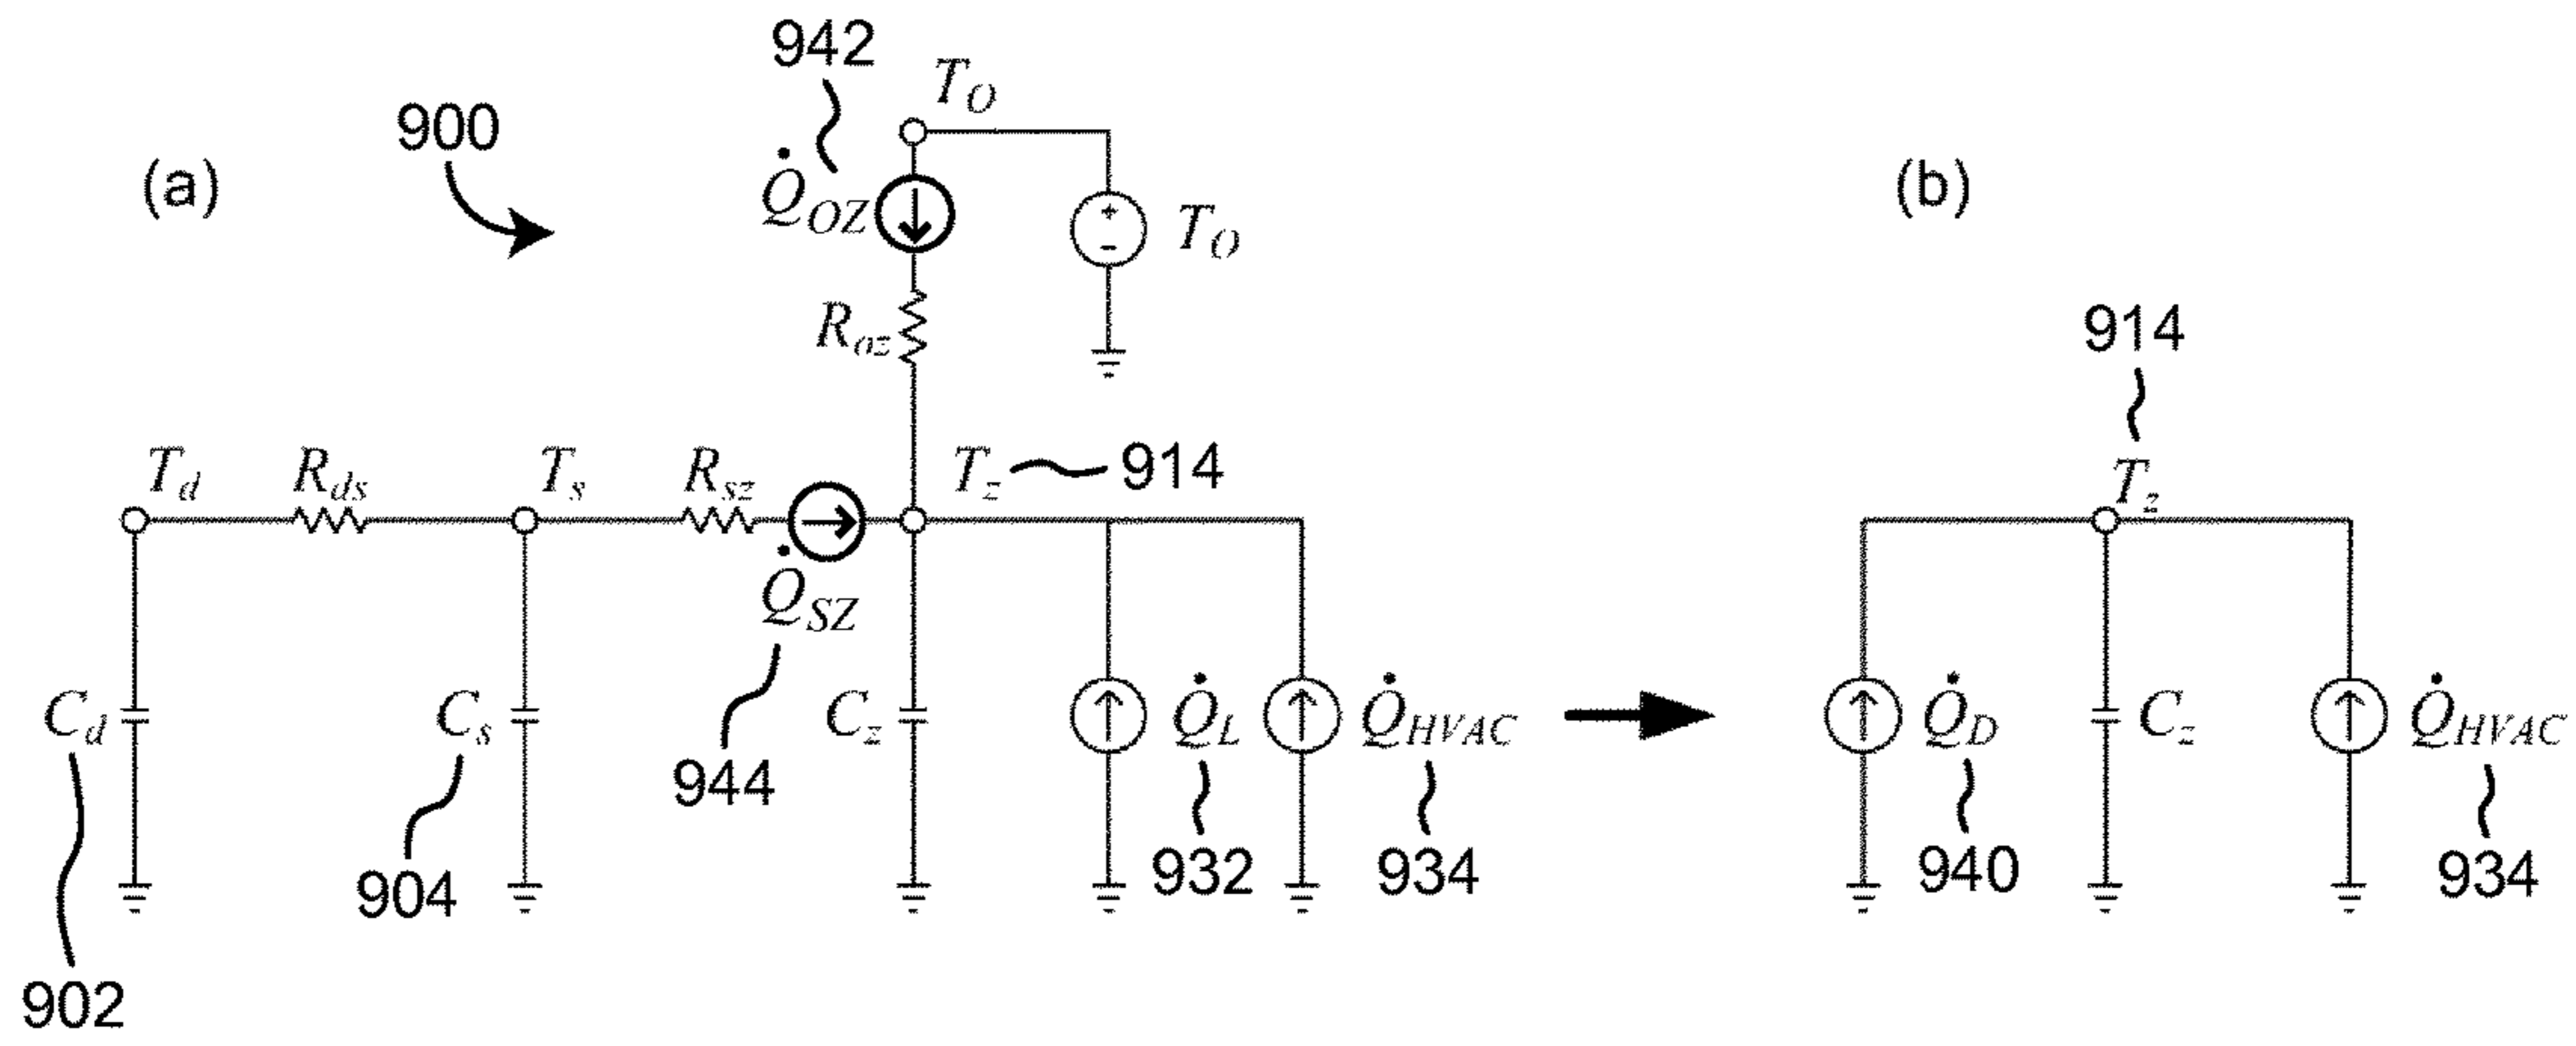 942
T_O
900
(a)
(b)
Q̇_OZ
+
-
T_O
R_oz
914
T_d
R_ds
T_s
R_sz
T_z
914
T_z
Q̇_SZ
C_d
C_s
C_z
Q̇_L
Q̇_HVAC
Q̇_D
C_z
Q̇_HVAC
944
932
934
940
934
904
902